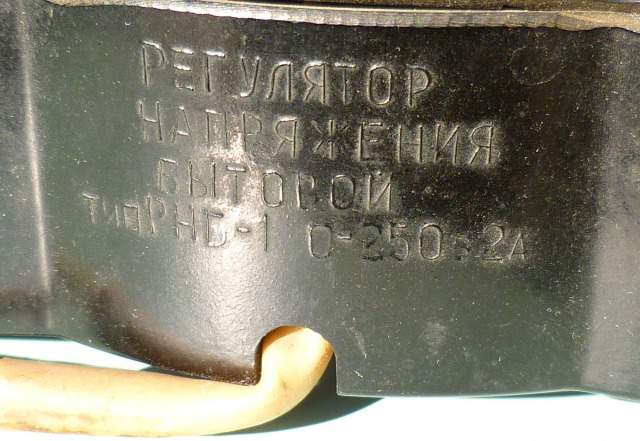 РЕГУЛЯТОР
НАПРЯЖЕНИЯ
БЫТОВОЙ
ТИП РНБ-1 0-250В 2А